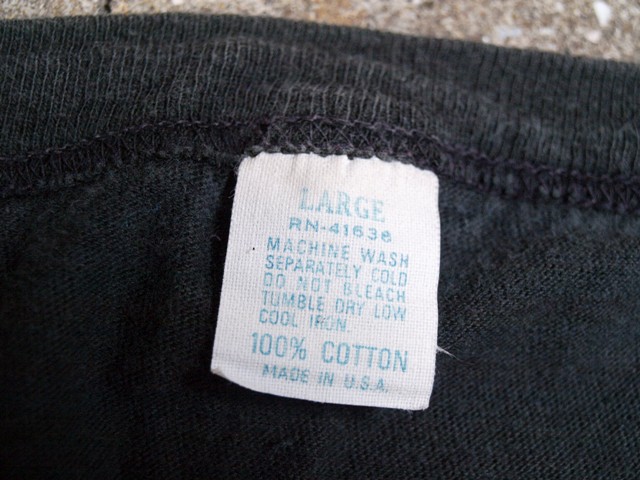 LARGE
RN-41638
MACHINE WASH
SEPARATELY COLD
DO NOT BLEACH
TUMBLE DRY LOW
COOL IRON.
100% COTTON
MADE IN U.S.A.